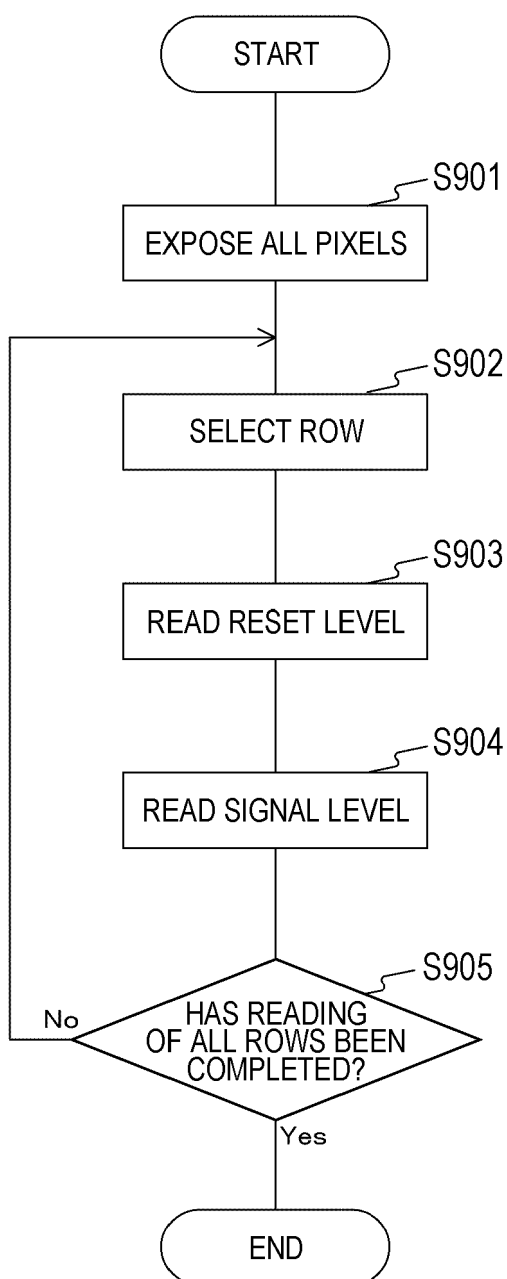 START
S901
EXPOSE ALL PIXELS
S902
SELECT ROW
S903
READ RESET LEVEL
S904
READ SIGNAL LEVEL
S905
HAS READING
OF ALL ROWS BEEN
COMPLETED?
No
Yes
END